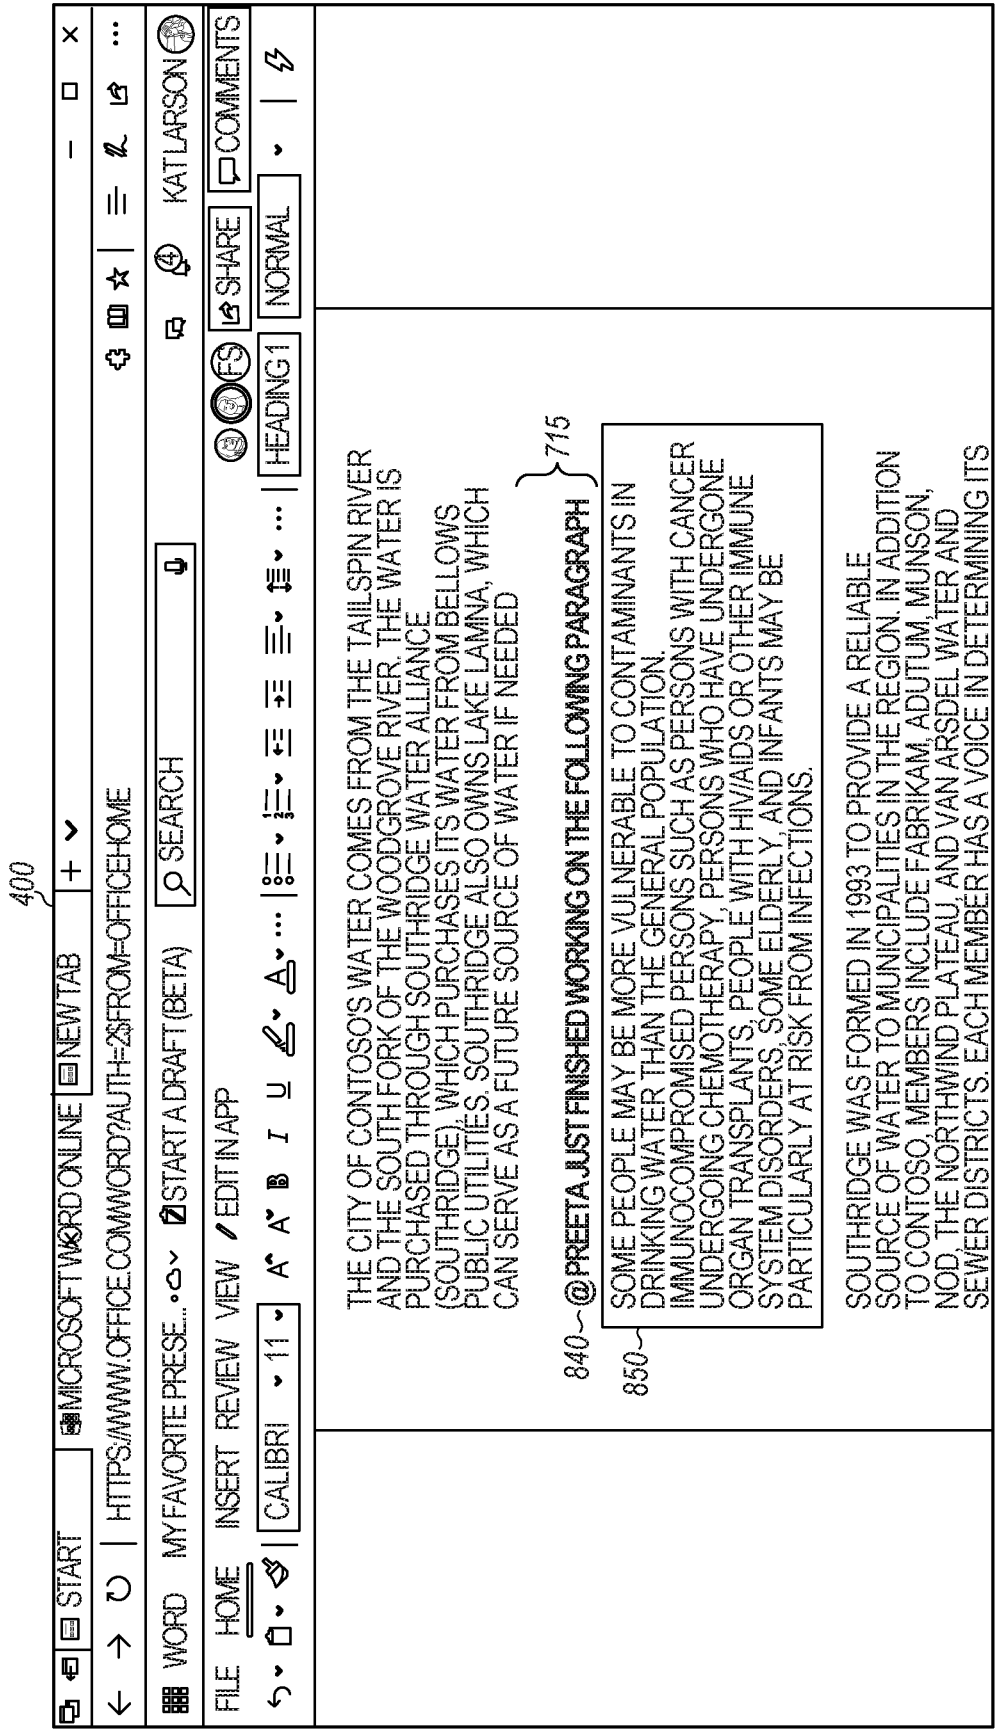 400
START
MICROSOFT WORD ONLINE
NEW TAB
HTTPS://WWW.OFFICE.COM/WORD?AUTH=2$FROM=OFFICEHOME
WORD MY FAVORITE PRESE... START A DRAFT (BETA) SEARCH 4 KAT LARSON
FILE HOME INSERT REVIEW VIEW EDIT IN APP FS SHARE COMMENTS
CALIBRI 11 A A B I U A HEADING 1 NORMAL
THE CITY OF CONTOSO'S WATER COMES FROM THE TAILSPIN RIVER
AND THE SOUTH FORK OF THE WOODGROVE RIVER. THE WATER IS
PURCHASED THROUGH SOUTHRIDGE WATER ALLIANCE
(SOUTHRIDGE), WHICH PURCHASES ITS WATER FROM BELLOWS
PUBLIC UTILITIES. SOUTHRIDGE ALSO OWNS LAKE LAMNA, WHICH
CAN SERVE AS A FUTURE SOURCE OF WATER IF NEEDED
715
840
@PREETA JUST FINISHED WORKING ON THE FOLLOWING PARAGRAPH
850
SOME PEOPLE MAY BE MORE VULNERABLE TO CONTAMINANTS IN
DRINKING WATER THAN THE GENERAL POPULATION.
IMMUNOCOMPROMISED PERSONS SUCH AS PERSONS WITH CANCER
UNDERGOING CHEMOTHERAPY, PERSONS WHO HAVE UNDERGONE
ORGAN TRANSPLANTS, PEOPLE WITH HIV/AIDS OR OTHER IMMUNE
SYSTEM DISORDERS, SOME ELDERLY, AND INFANTS MAY BE
PARTICULARLY AT RISK FROM INFECTIONS.
SOUTHRIDGE WAS FORMED IN 1993 TO PROVIDE A RELIABLE
SOURCE OF WATER TO MUNICIPALITIES IN THE REGION. IN ADDITION
TO CONTOSO, MEMBERS INCLUDE FABRIKAM, ADUTUM, MUNSON,
NOD, THE NORTHWIND PLATEAU, AND VAN ARSDEL WATER AND
SEWER DISTRICTS. EACH MEMBER HAS A VOICE IN DETERMINING ITS